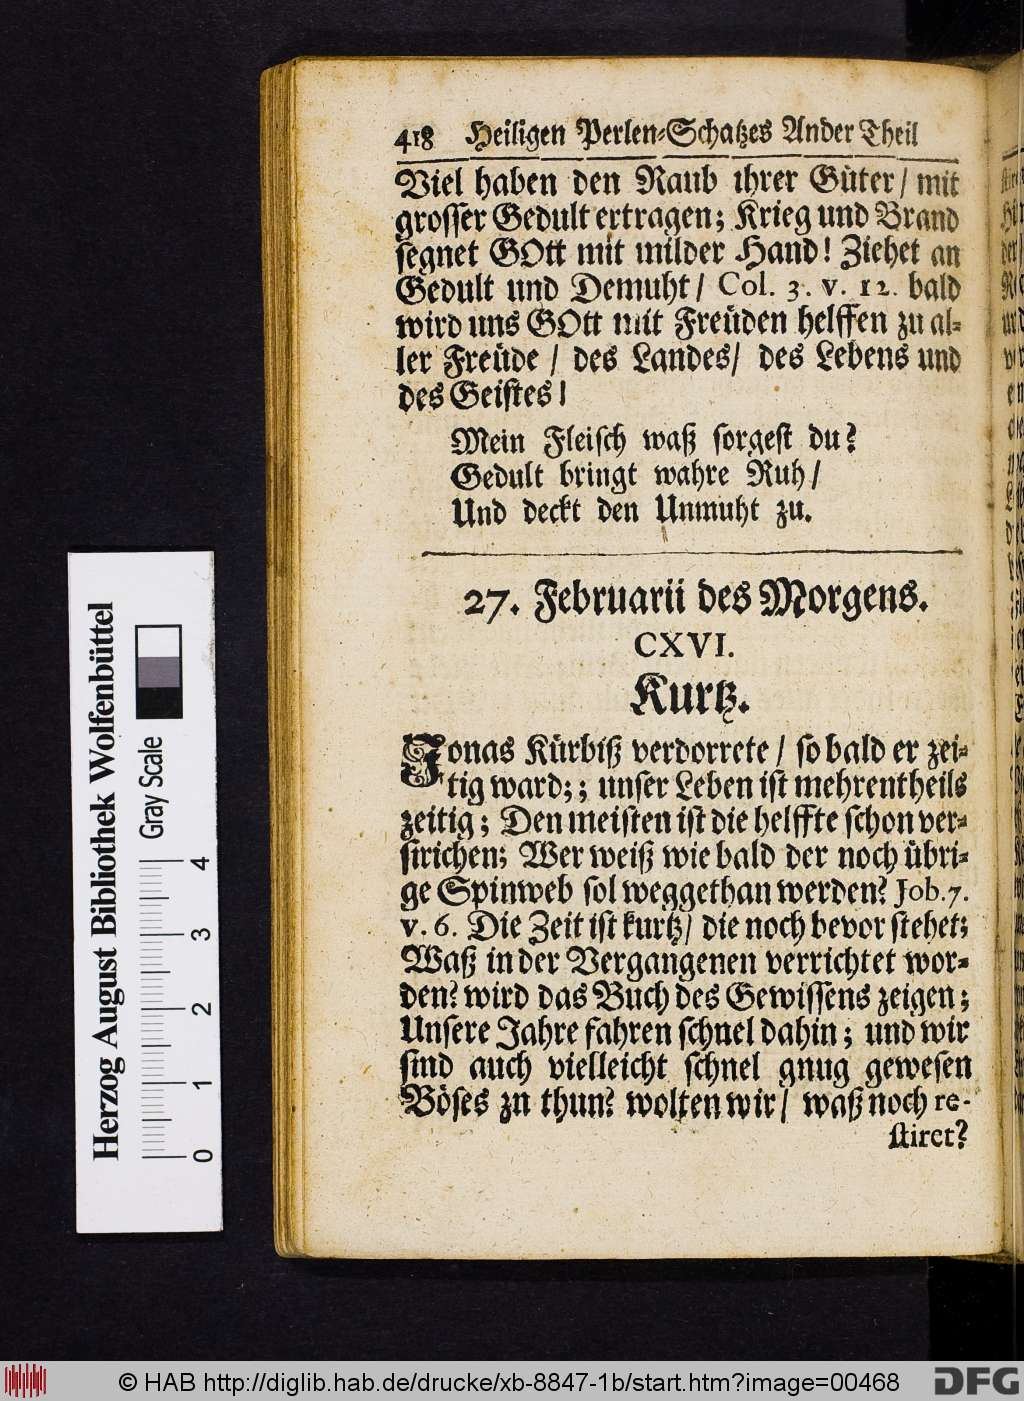 418 Heiligen Perlen-Schatzes Ander Theil
Viel haben den Raub ihrer Güter/ mit
grosser Gedult ertragen; Krieg und Brand
segnet GOtt mit milder Hand! Ziehet an
Gedult und Demuht/ Col. 3. v. 12. bald
wird uns GOtt mit Freüden helffen zu al-
ler Freüde / des Landes/ des Lebens und
des Geistes!
Mein Fleisch waß sorgest du?
Gedult bringt wahre Ruh/
Und deckt den Unmuht zu.
27. Februarii des Morgens.
CXVI.
Kurtz.
Jonas Kürbiß verdorrete/ so bald er zei-
tig ward;; unser Leben ist mehrentheils
zeitig; Den meisten ist die helffte schon ver-
strichen; Wer weiß wie bald der noch übri-
ge Spinweb sol weggethan werden? Job. 7.
v. 6. Die Zeit ist kurtz/ die noch bevor stehet;
Waß in der Vergangenen verrichtet wor-
den? wird das Buch des Gewissens zeigen;
Unsere Jahre fahren schnel dahin; und wir
sind auch vielleicht schnel gnug gewesen
Böses zu thun? wolten wir/ waß noch re-
stiret?
Herzog August Bibliothek Wolfenbüttel
Gray Scale
0 1 2 3 4
© HAB http://diglib.hab.de/drucke/xb-8847-1b/start.htm?image=00468
DFG